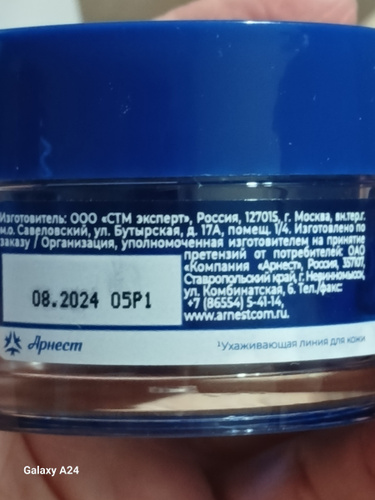 Изготовитель: ООО «СТМ эксперт», Россия, 127015, г. Москва, вн.тер.г.
м.о. Савеловский, ул. Бутырская, д. 17А, помещ. 1/4. Изготовлено по
заказу / Организация, уполномоченная изготовителем на принятие
претензий от потребителей: ОАО
«Компания «Арнест», Россия, 357107,
Ставропольский край, г. Невинномысск,
ул. Комбинатская, 6. Тел./факс:
+7 (86554) 5-41-14,
www.arnestcom.ru.
08.2024 05P1
Арнест
¹Ухаживающая линия для кожи
Galaxy A24